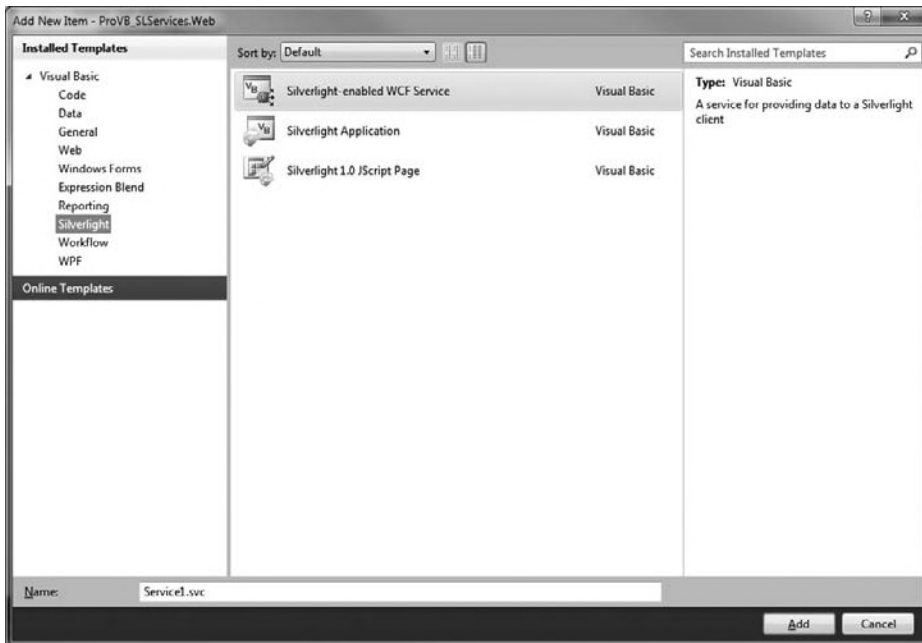 Add New Item - ProVB_SLServices.Web
Installed Templates
Visual Basic
Code
Data
General
Web
Windows Forms
Expression Blend
Reporting
Silverlight
Workflow
WPF
Online Templates
Sort by: Default
Silverlight-enabled WCF Service Visual Basic
Silverlight Application Visual Basic
Silverlight 1.0 JScript Page Visual Basic
Search Installed Templates
Type: Visual Basic
A service for providing data to a Silverlight
client
Name: Service1.svc
Add Cancel